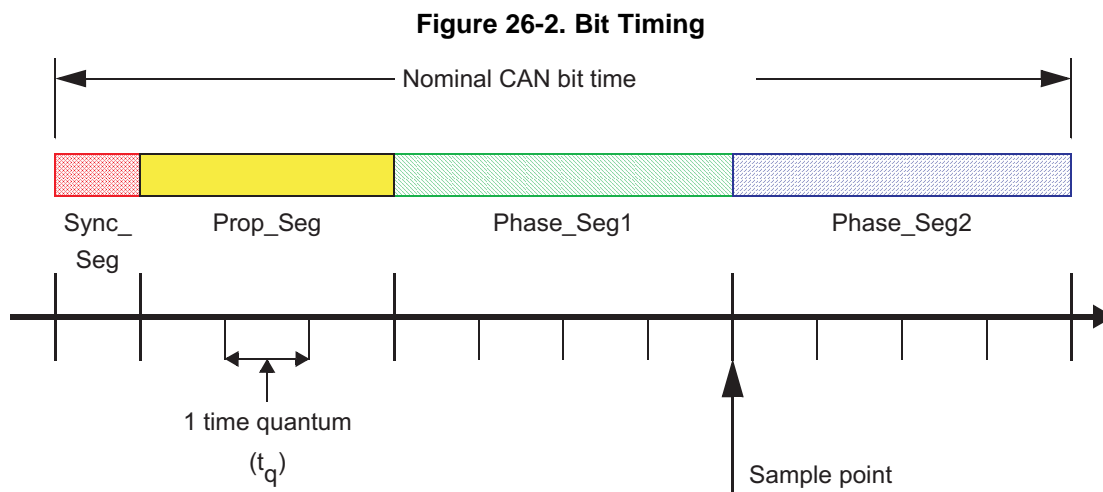 Figure 26-2. Bit Timing
Nominal CAN bit time
Sync_
Seg
Prop_Seg
Phase_Seg1
Phase_Seg2
1 time quantum
(tq)
Sample point